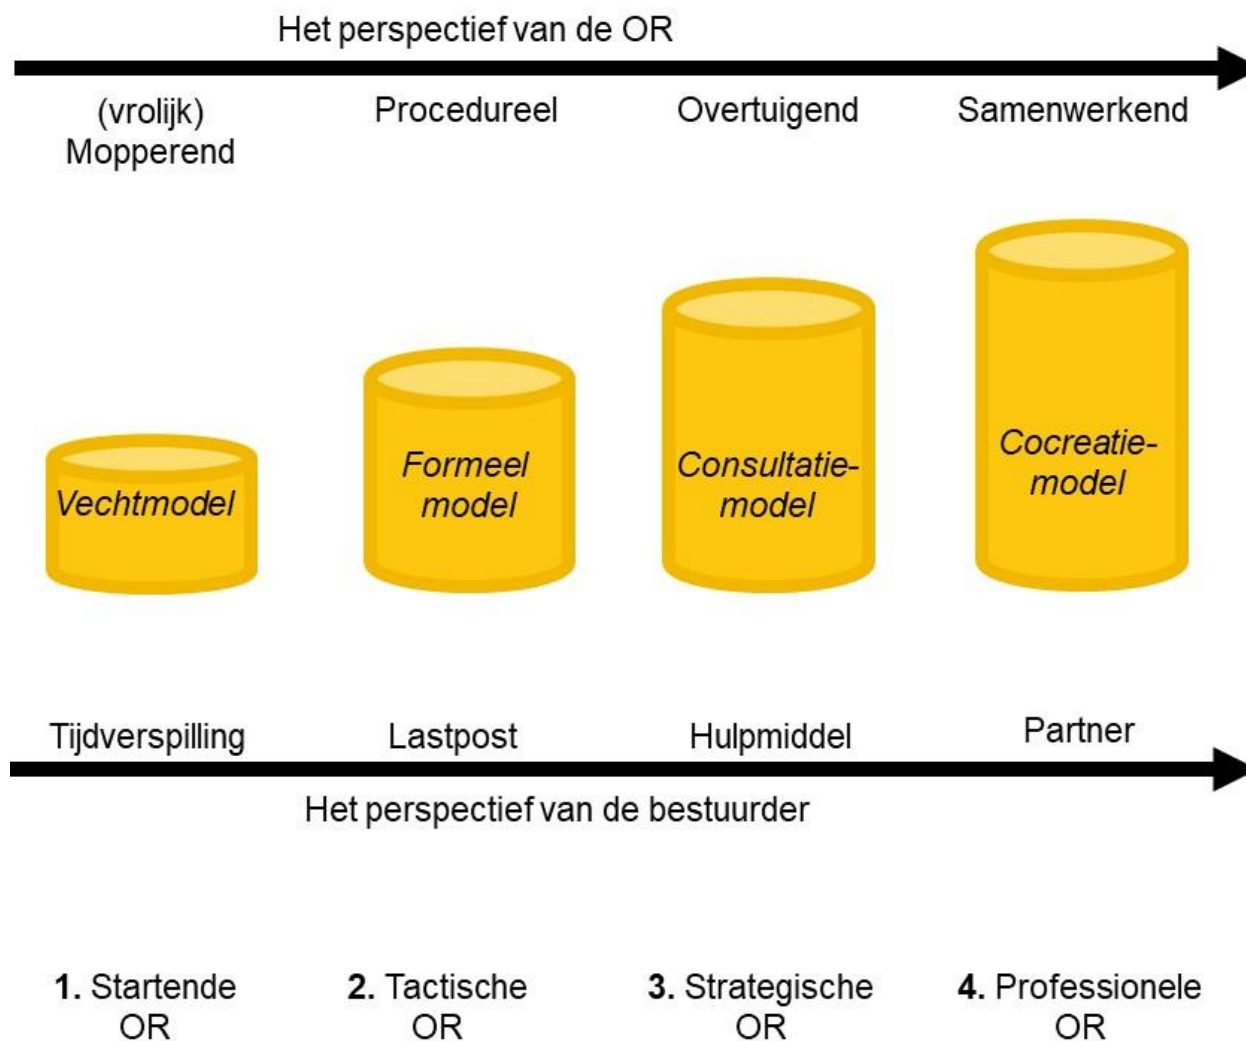 Het perspectief van de OR
(vrolijk)
Mopperend
Procedureel
Overtuigend
Samenwerkend
Vechtmodel
Formeel
model
Consultatie-
model
Cocreatie-
model
Tijdverspilling
Lastpost
Hulpmiddel
Partner
Het perspectief van de bestuurder
1. Startende
OR
2. Tactische
OR
3. Strategische
OR
4. Professionele
OR